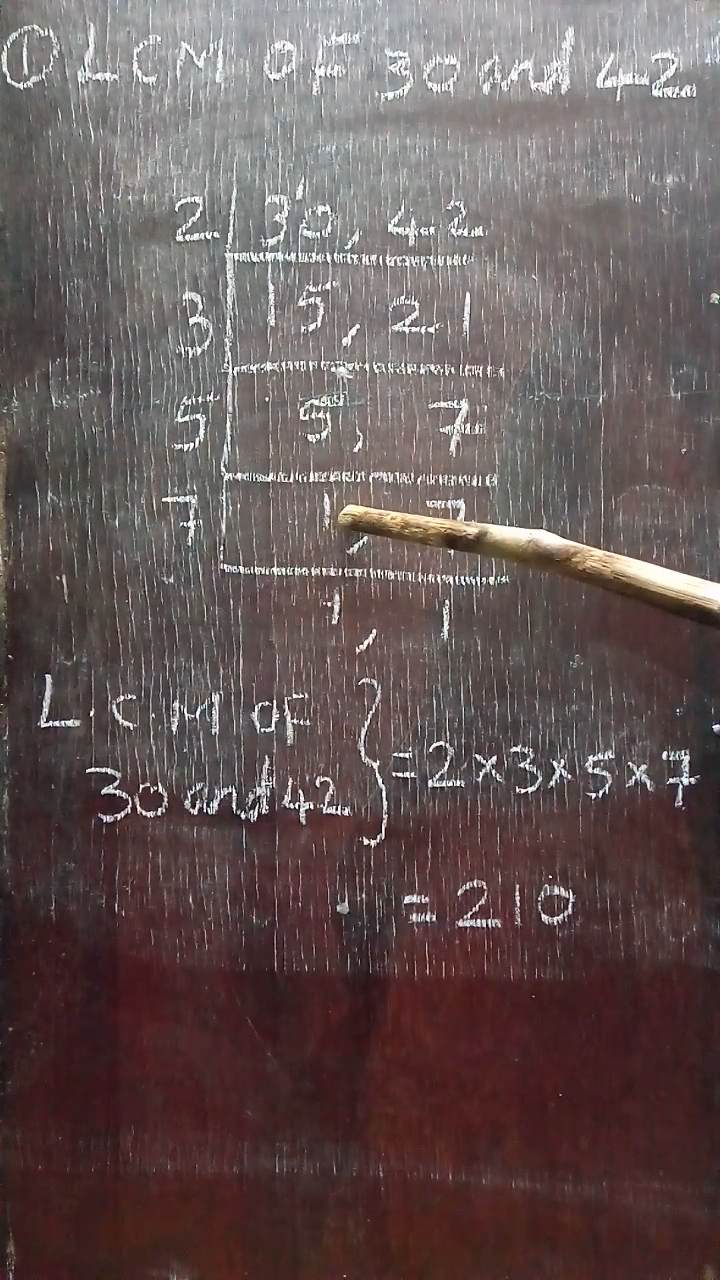 ① LCM OF 30 and 42
2 30, 42
3 15, 21
5 5, 7
7 1, 7
1, 1
L.C.M OF
30 and 42 } = 2×3×5×7
= 210